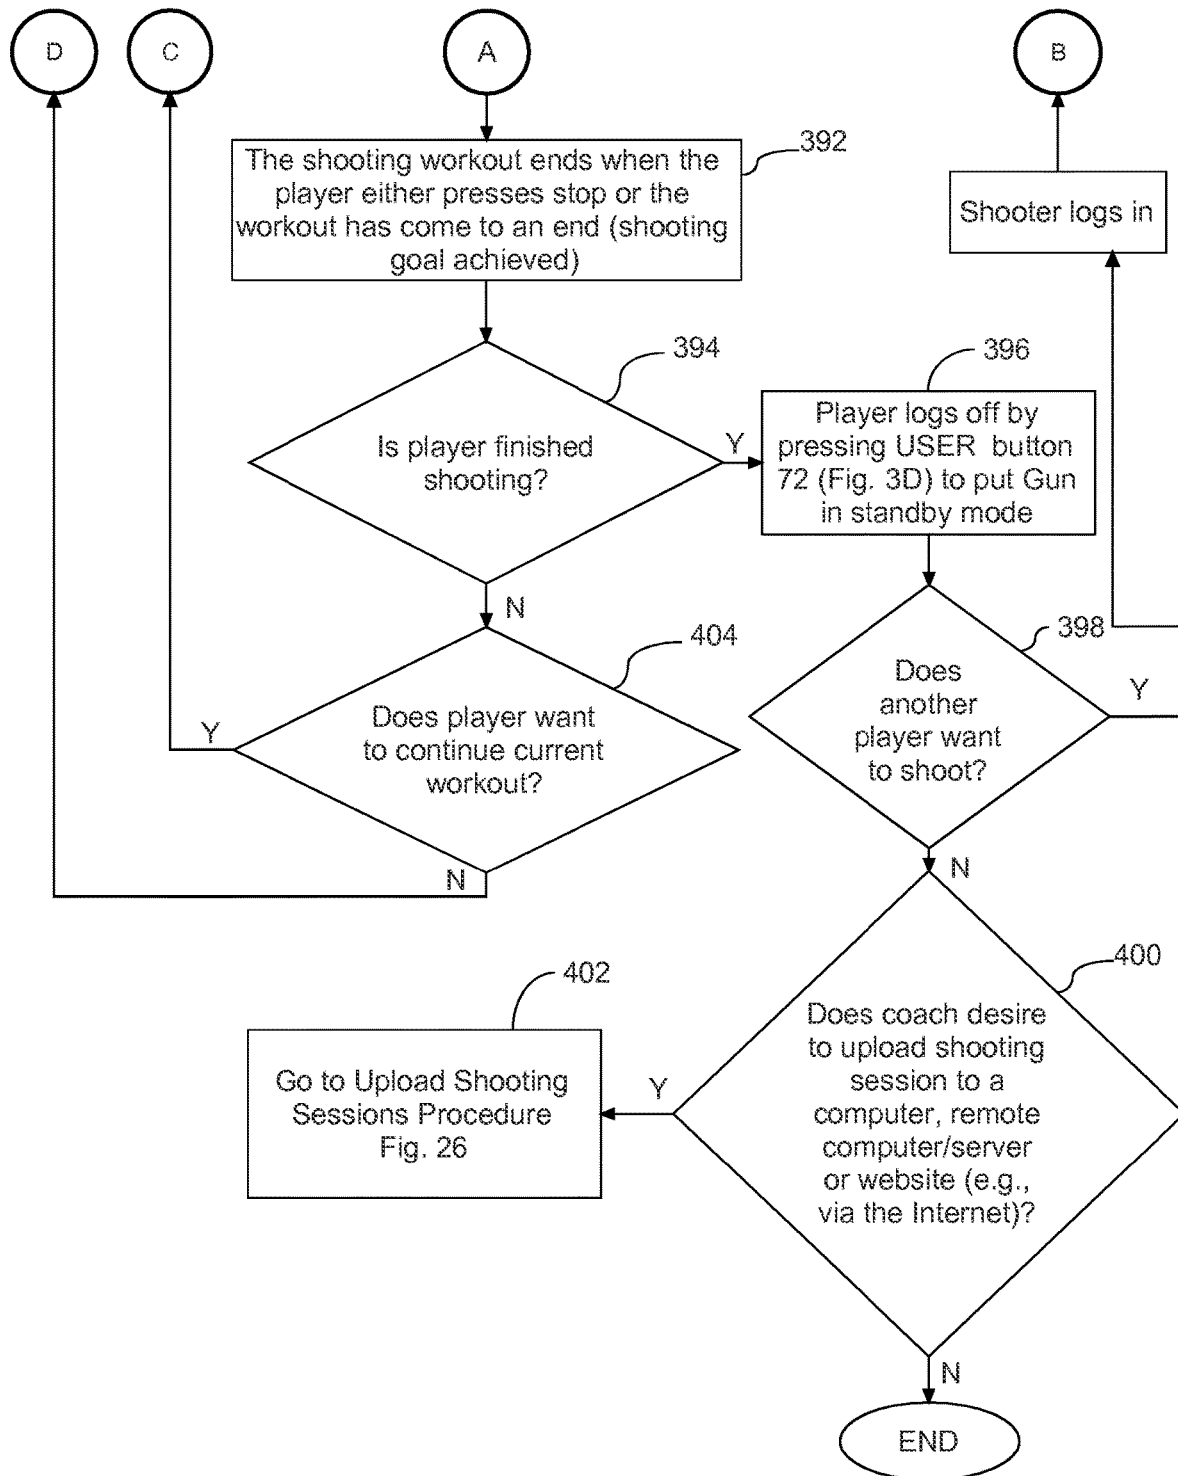 D
C
A
B
392
The shooting workout ends when the
player either presses stop or the
workout has come to an end (shooting
goal achieved)
Shooter logs in
394
Is player finished
shooting?
Y
396
Player logs off by
pressing USER button
72 (Fig. 3D) to put Gun
in standby mode
N
404
Does player want
to continue current
workout?
Y
N
398
Does
another
player want
to shoot?
Y
N
400
Does coach desire
to upload shooting
session to a
computer, remote
computer/server
or website (e.g.,
via the Internet)?
Y
402
Go to Upload Shooting
Sessions Procedure
Fig. 26
N
END